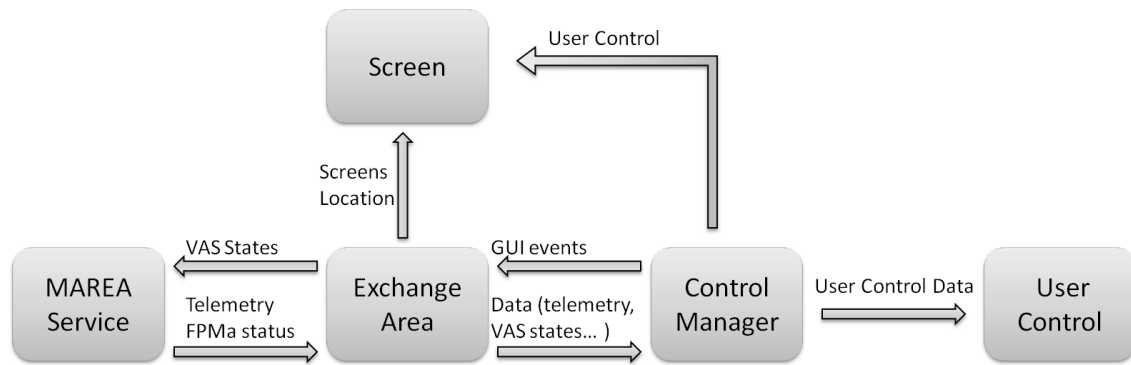 User Control
Screen
Screens
Location
VAS States
GUI events
MAREA
Service
Exchange
Area
Control
Manager
User
Control
User Control Data
Telemetry
FPMa status
Data (telemetry,
VAS states... )